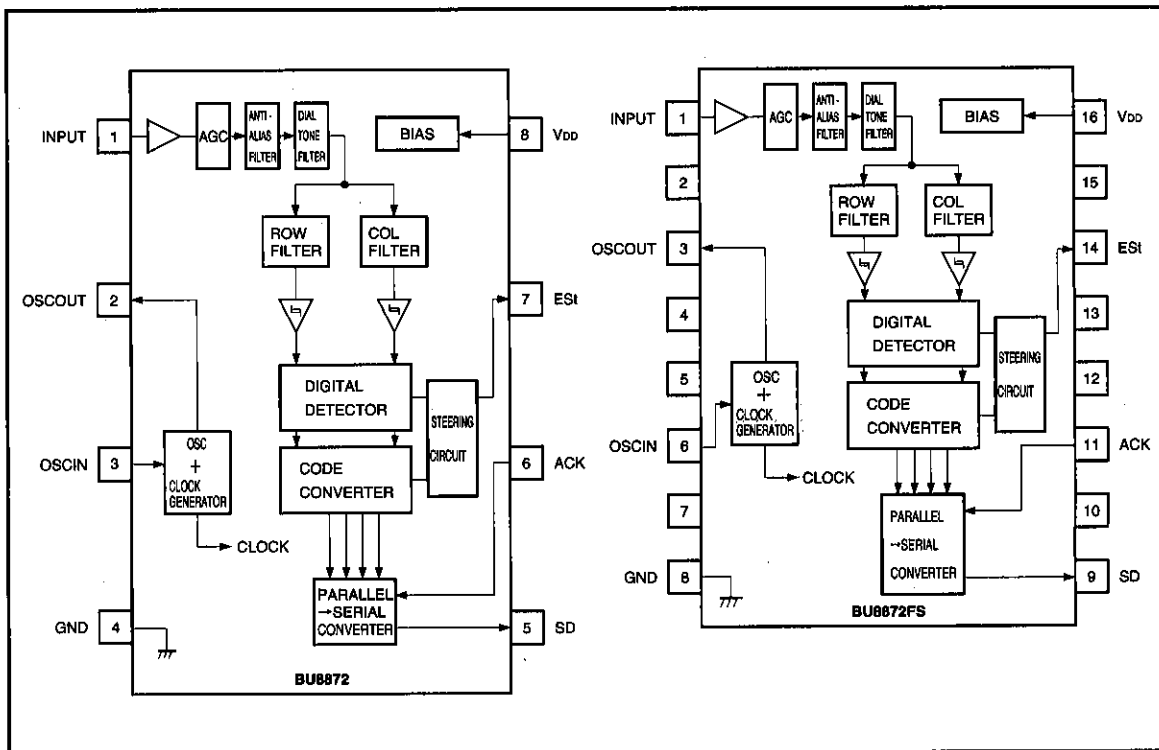 ANTI-
ALIAS
FILTER
DIAL
TONE
FILTER
AGC
INPUT
1
BIAS
8
VDD
ROW
FILTER
COL
FILTER
OSCOUT
2
7
ESt
DIGITAL
DETECTOR
STEERING
CIRCUIT
OSC
+
CLOCK
GENERATOR
OSCIN
3
CODE
CONVERTER
6
ACK
CLOCK
PARALLEL
→SERIAL
CONVERTER
GND
4
5
SD
BU8872
ANTI-
ALIAS
FILTER
DIAL
TONE
FILTER
AGC
INPUT
1
BIAS
16
VDD
2
15
ROW
FILTER
COL
FILTER
OSCOUT
3
14
ESt
4
13
DIGITAL
DETECTOR
STEERING
CIRCUIT
5
12
OSC
+
CLOCK
GENERATOR
CODE
CONVERTER
OSCIN
6
11
ACK
CLOCK
7
10
PARALLEL
→SERIAL
CONVERTER
GND
8
9
SD
BU8872FS